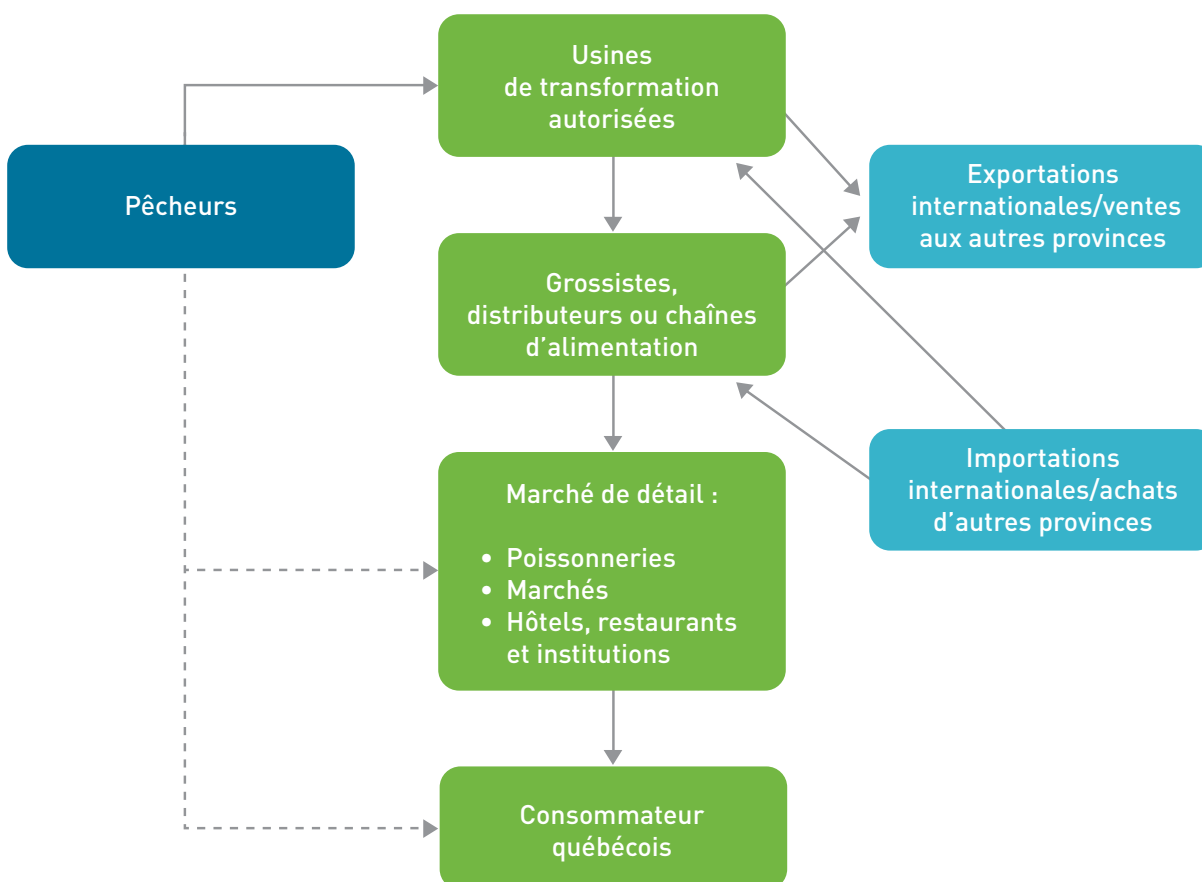 Usines
de transformation
autorisées
Pêcheurs
Exportations
internationales/ventes
aux autres provinces
Grossistes,
distributeurs ou chaînes
d’alimentation
Importations
internationales/achats
d’autres provinces
Marché de détail :
• Poissonneries
• Marchés
• Hôtels, restaurants
et institutions
Consommateur
québécois